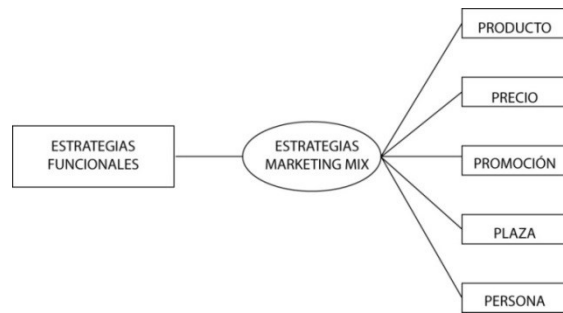 ESTRATEGIAS
FUNCIONALES
ESTRATEGIAS
MARKETING MIX
PRODUCTO
PRECIO
PROMOCIÓN
PLAZA
PERSONA